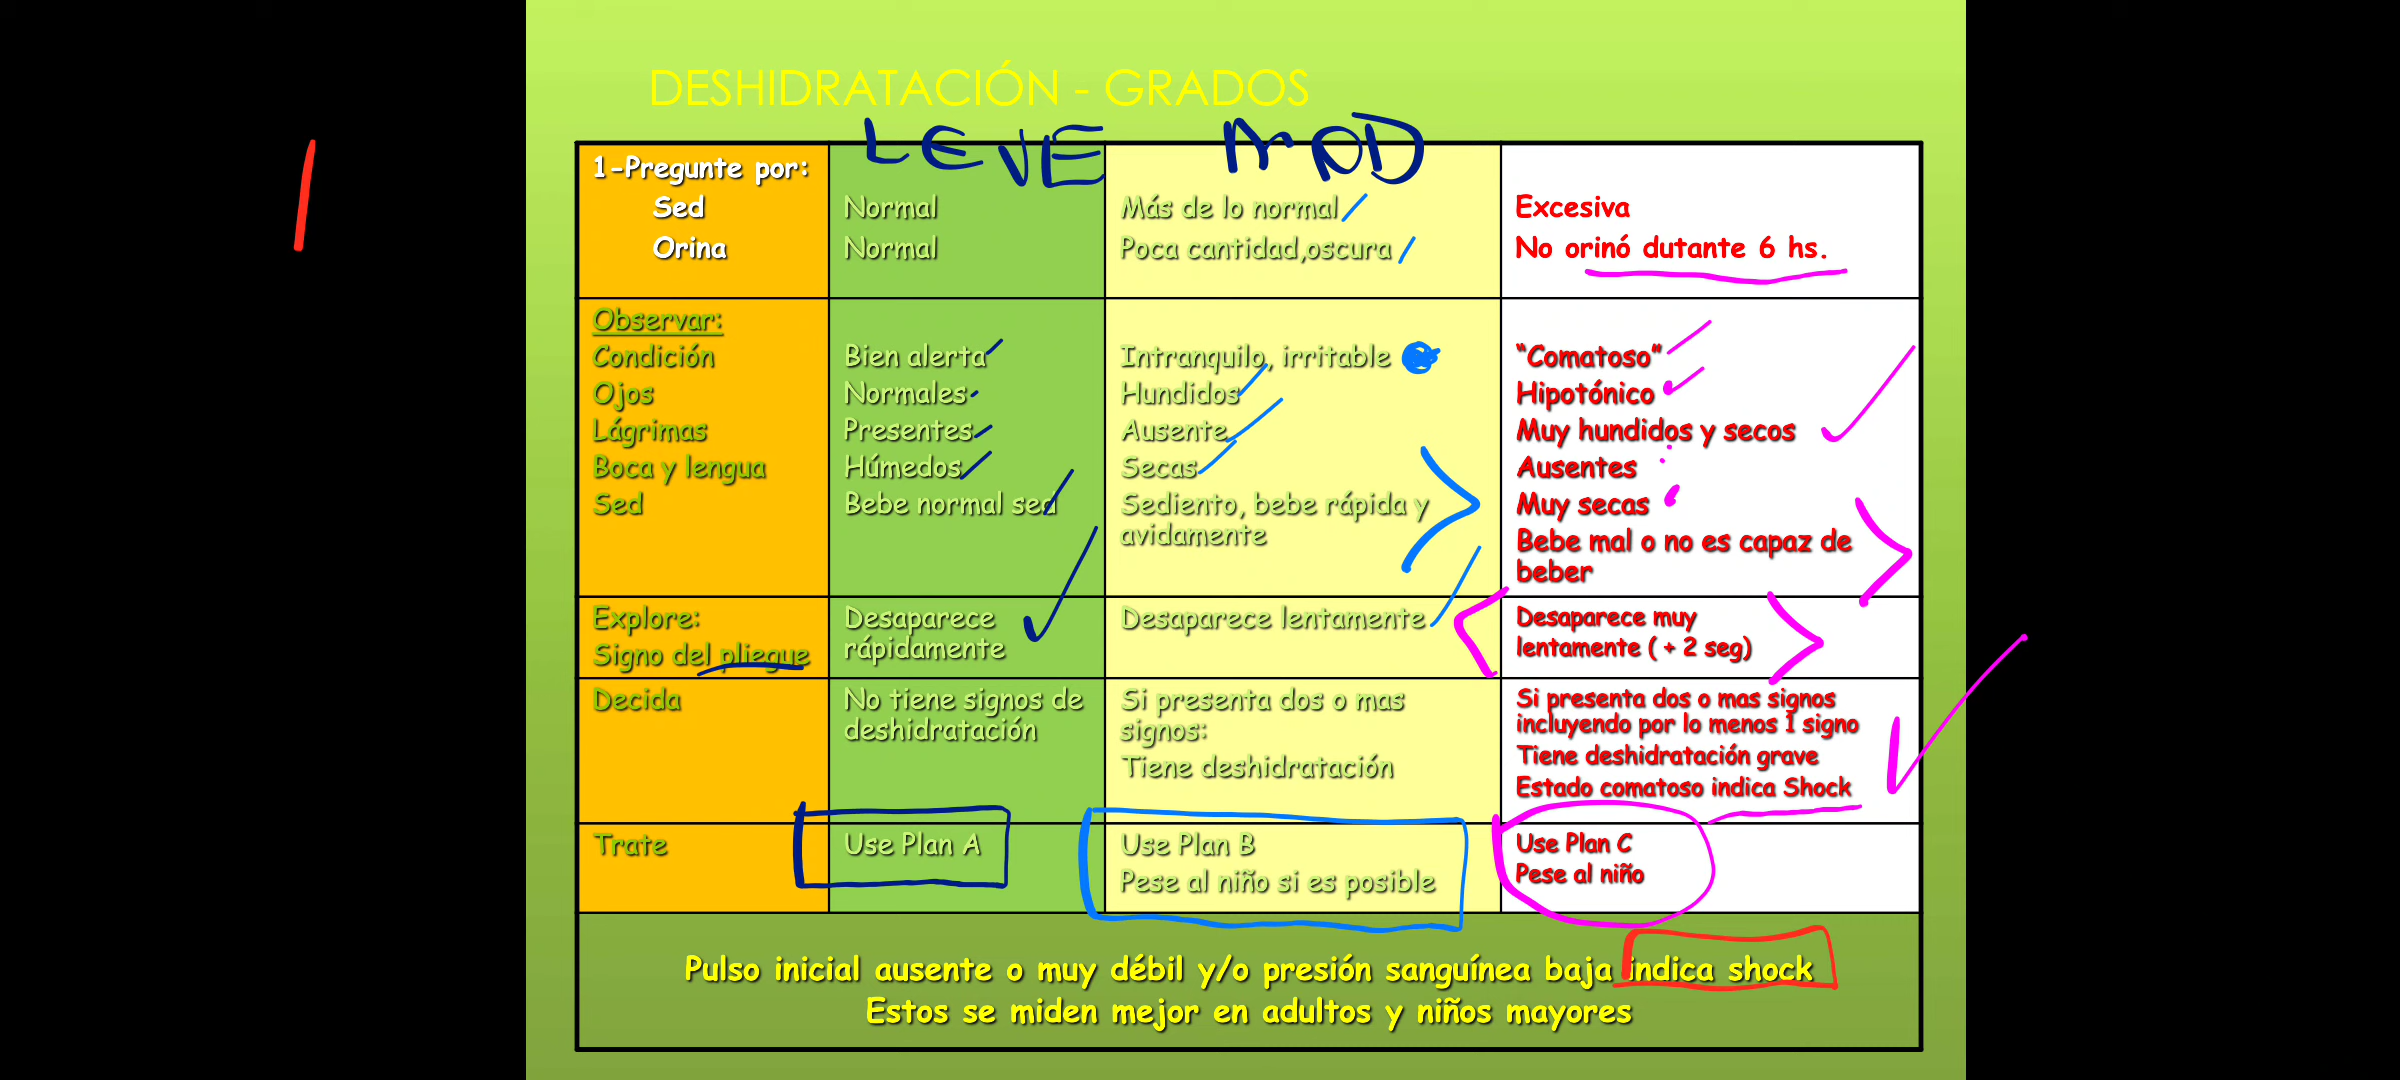 DESHIDRATACIÓN - GRADOS
LEVE MOD
1-Pregunte por:
Sed Normal Más de lo normal Excesiva
Orina Normal Poca cantidad,oscura No orinó dutante 6 hs.
Observar:
Condición Bien alerta Intranquilo, irritable "Comatoso"
Ojos Normales Hundidos Hipotónico
Lágrimas Presentes Ausente Muy hundidos y secos
Boca y lengua Húmedos Secas Ausentes
Sed Bebe normal sed Sediento, bebe rápida y Muy secas
avidamente Bebe mal o no es capaz de
beber
Explore: Desaparece Desaparece lentamente Desaparece muy
Signo del pliegue rápidamente lentamente ( + 2 seg)
Decida No tiene signos de Si presenta dos o mas Si presenta dos o mas signos
deshidratación signos: incluyendo por lo menos 1 signo
Tiene deshidratación Tiene deshidratación grave
Estado comatoso indica Shock
Trate Use Plan A Use Plan B Use Plan C
Pese al niño si es posible Pese al niño
Pulso inicial ausente o muy débil y/o presión sanguínea baja indica shock
Estos se miden mejor en adultos y niños mayores